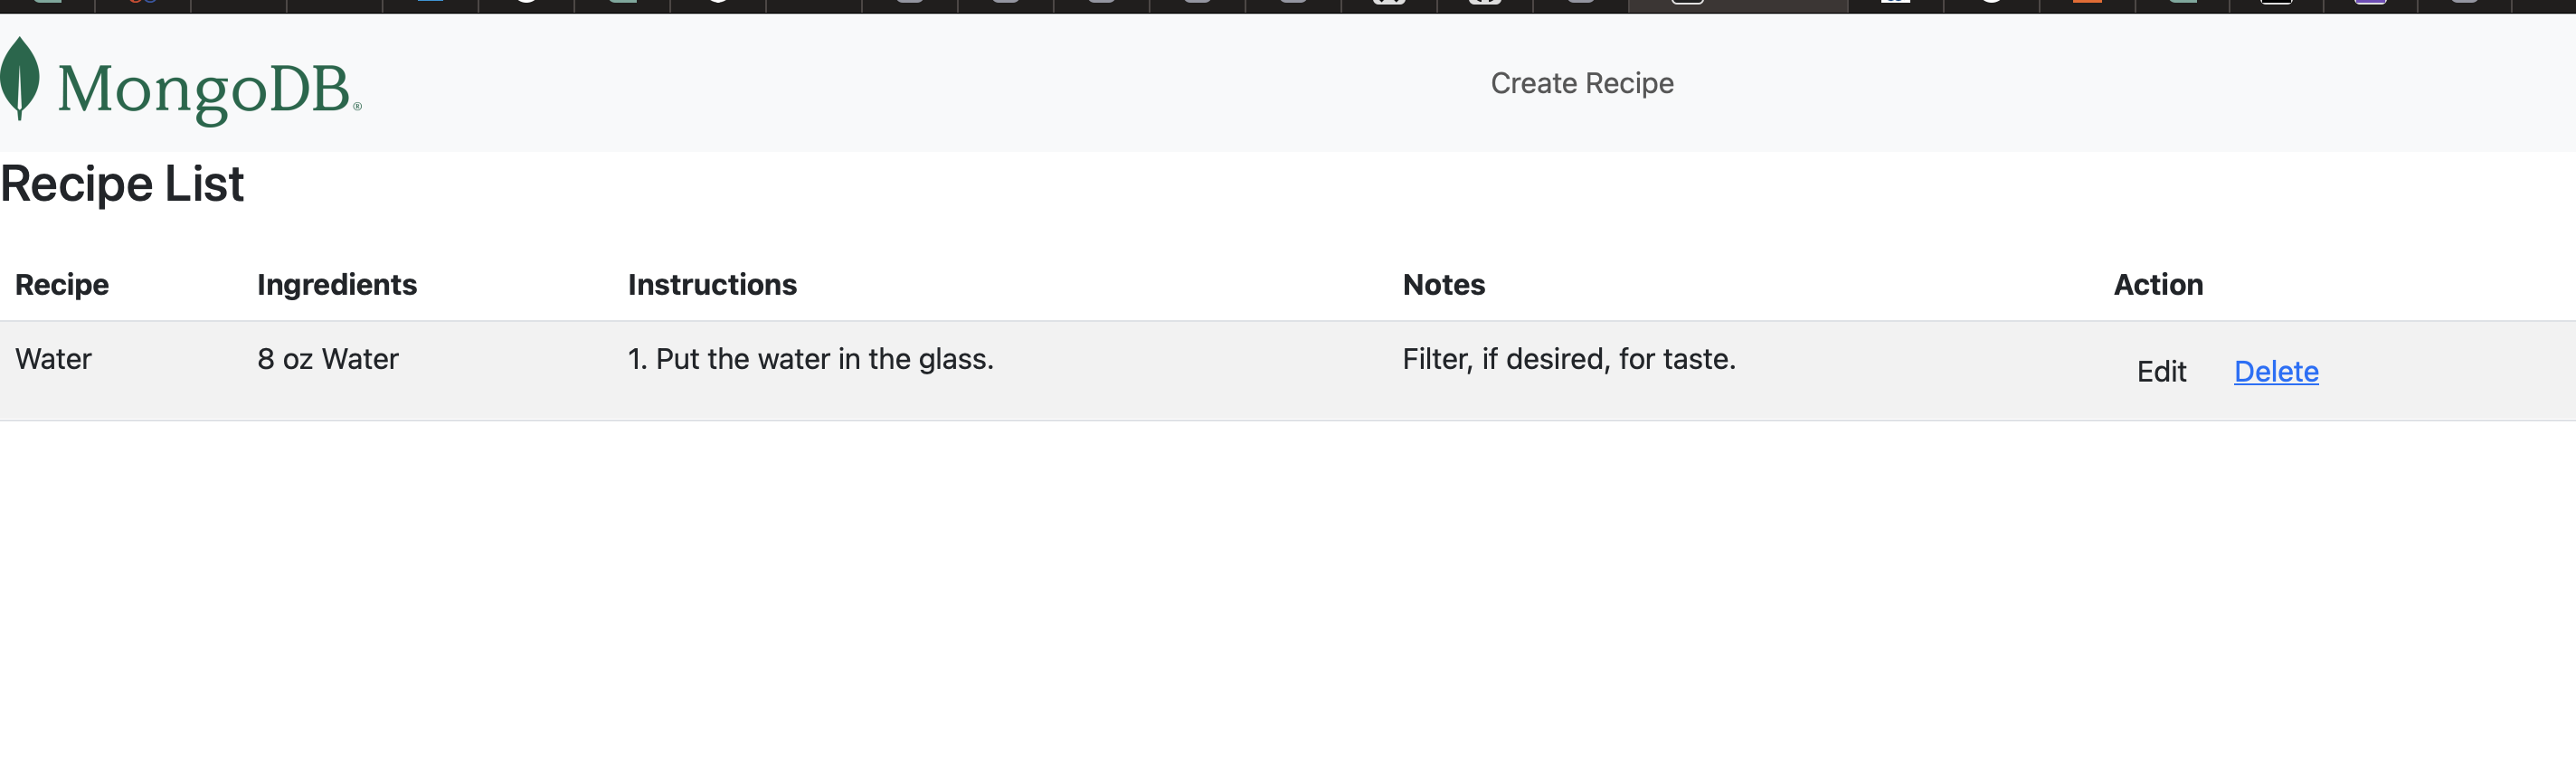 MongoDB®
Create Recipe
Recipe List
Recipe Ingredients Instructions Notes Action
Water 8 oz Water 1. Put the water in the glass. Filter, if desired, for taste. Edit Delete